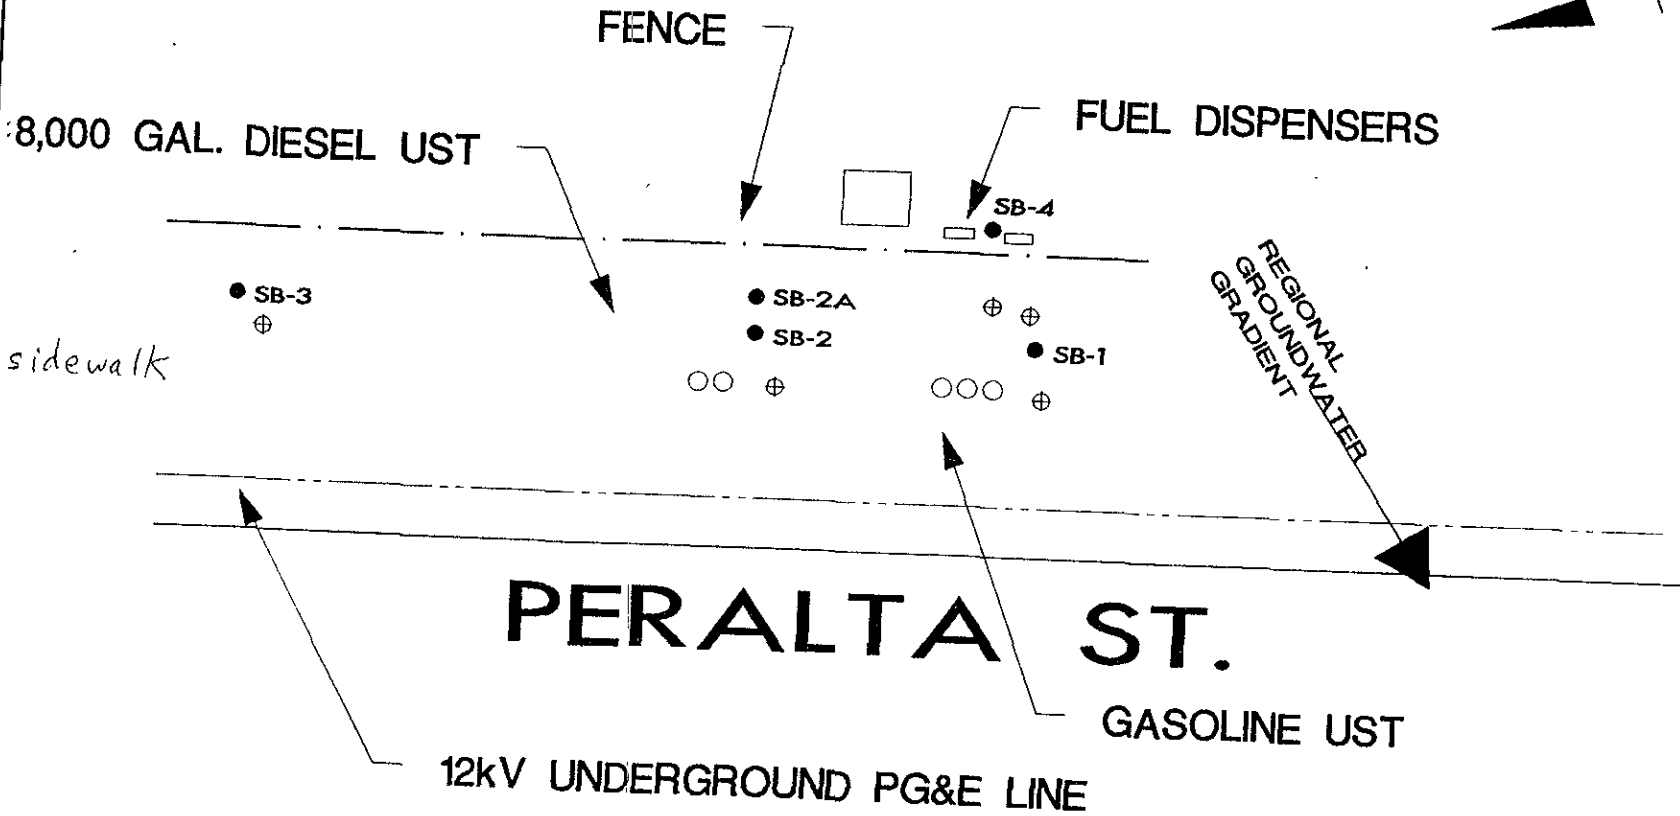 FENCE
FUEL DISPENSERS
8,000 GAL. DIESEL UST
SB-4
SB-3
SB-2A
SB-2
SB-1
REGIONAL
GROUNDWATER
GRADIENT
sidewalk
PERALTA ST.
GASOLINE UST
12kV UNDERGROUND PG&E LINE